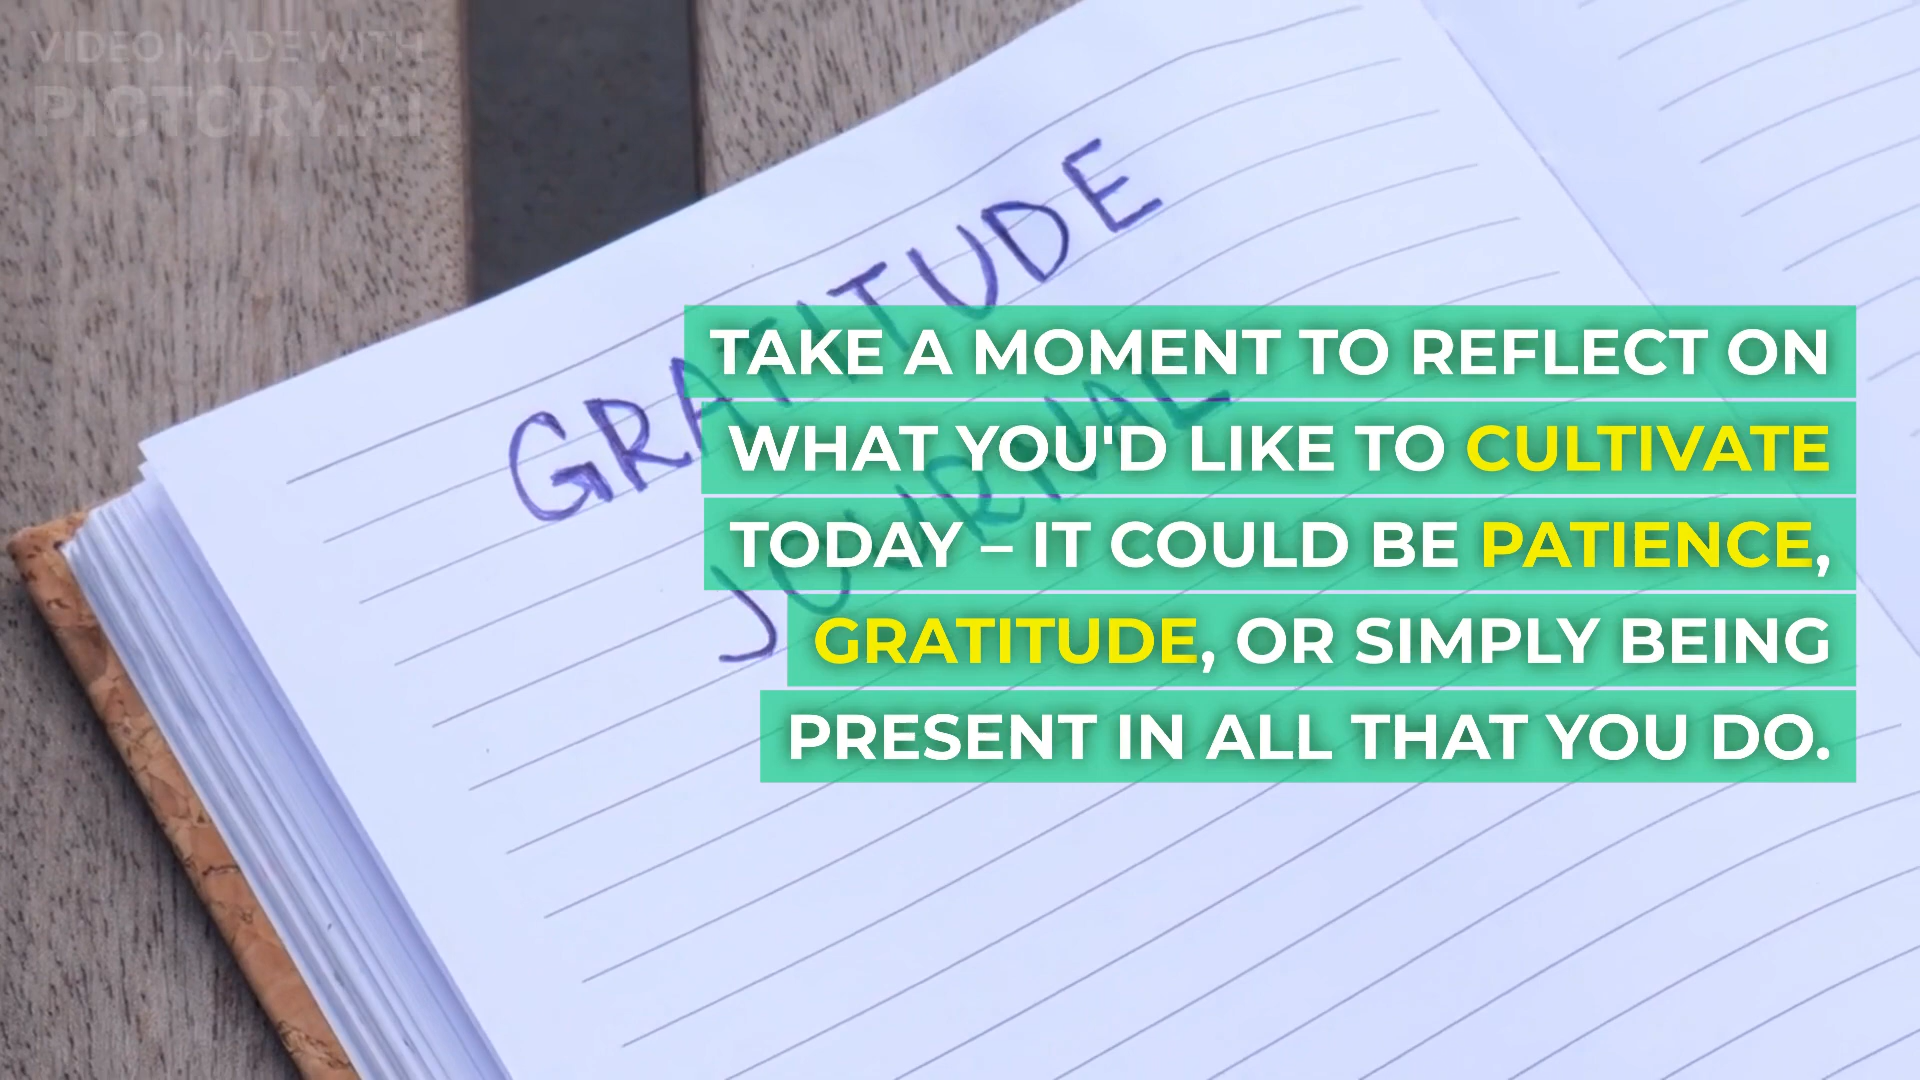 VIDEO MADE WITH
PICTORY.AI
GRATITUDE
JOURNAL
TAKE A MOMENT TO REFLECT ON
WHAT YOU'D LIKE TO CULTIVATE
TODAY – IT COULD BE PATIENCE,
GRATITUDE, OR SIMPLY BEING
PRESENT IN ALL THAT YOU DO.